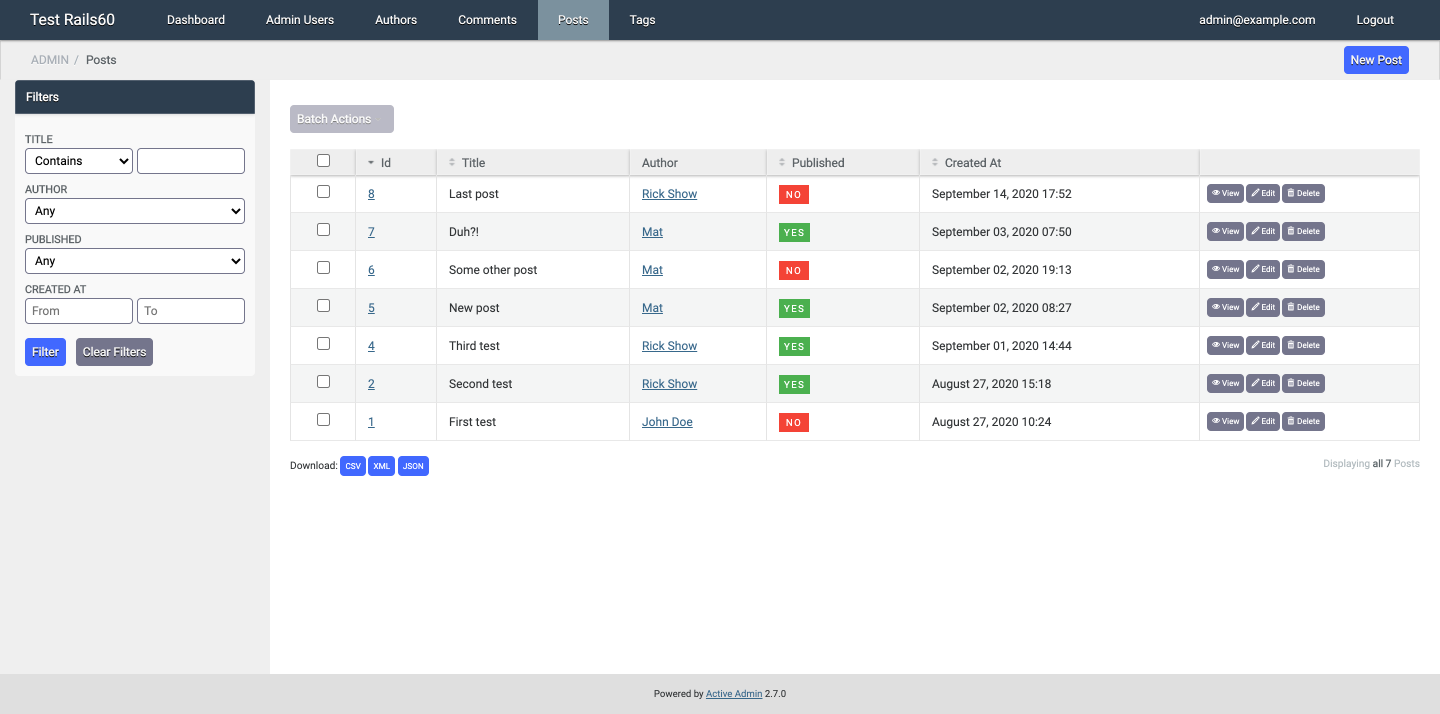 Test Rails60 Dashboard Admin Users Authors Comments Posts Tags admin@example.com Logout
ADMIN / Posts New Post
Filters
TITLE
Contains
AUTHOR
Any
PUBLISHED
Any
CREATED AT
From To
Filter Clear Filters
Batch Actions
Id Title Author Published Created At
8 Last post Rick Show NO September 14, 2020 17:52 View Edit Delete
7 Duh?! Mat YES September 03, 2020 07:50 View Edit Delete
6 Some other post Mat NO September 02, 2020 19:13 View Edit Delete
5 New post Mat YES September 02, 2020 08:27 View Edit Delete
4 Third test Rick Show YES September 01, 2020 14:44 View Edit Delete
2 Second test Rick Show YES August 27, 2020 15:18 View Edit Delete
1 First test John Doe NO August 27, 2020 10:24 View Edit Delete
Download: CSV XML JSON Displaying all 7 Posts
Powered by Active Admin 2.7.0